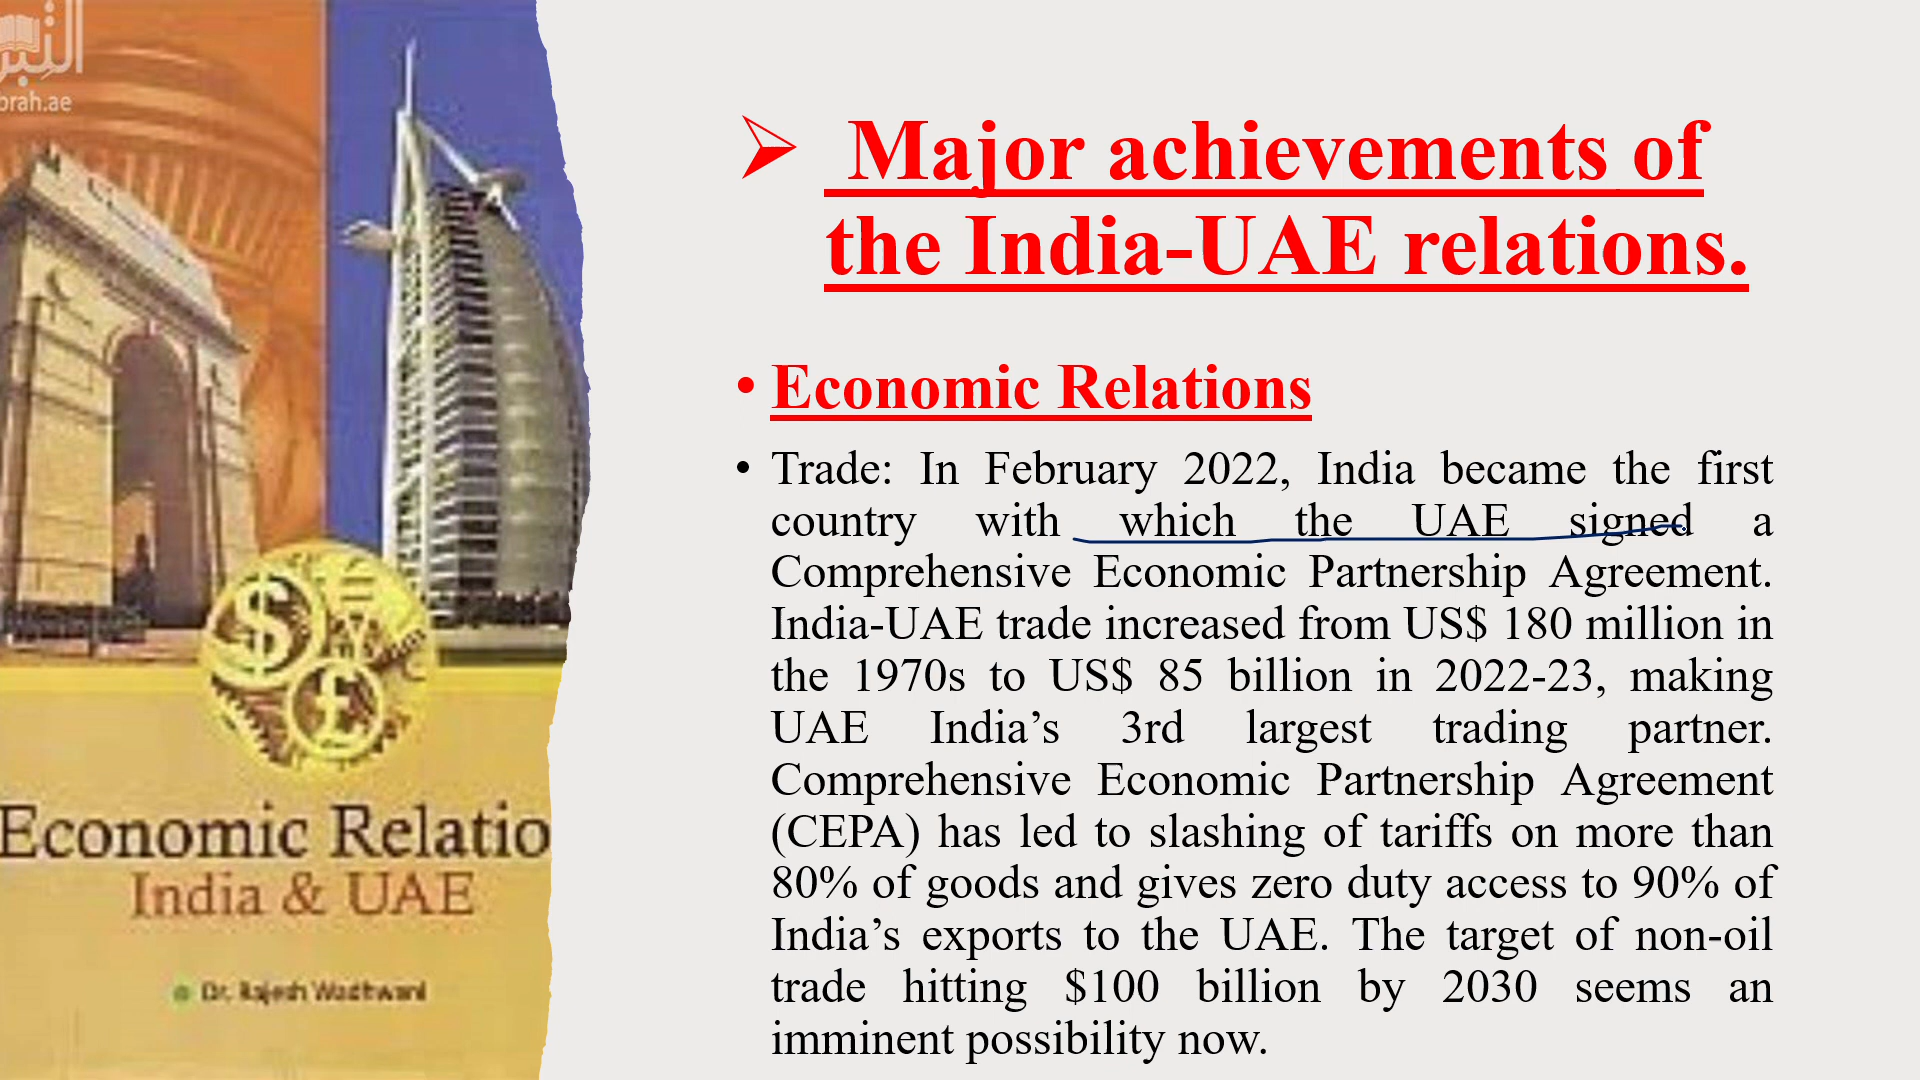 التبر
brah.ae
Major achievements of
the India-UAE relations.
Economic Relations
Trade: In February 2022, India became the first
country with which the UAE signed a
Comprehensive Economic Partnership Agreement.
India-UAE trade increased from US$ 180 million in
the 1970s to US$ 85 billion in 2022-23, making
UAE India’s 3rd largest trading partner.
Comprehensive Economic Partnership Agreement
(CEPA) has led to slashing of tariffs on more than
80% of goods and gives zero duty access to 90% of
India’s exports to the UAE. The target of non-oil
trade hitting $100 billion by 2030 seems an
imminent possibility now.
Economic Relatio
India & UAE
Dr. Rajesh Wadhwani